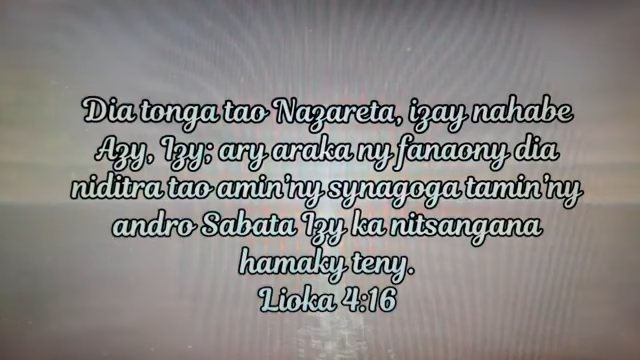 Dia tonga tao Nazareta, izay nahabe
Azy, Izy; ary araka ny fanaony dia
niditra tao amin'ny synagoga tamin'ny
andro Sabata Izy ka nitsangana
hamaky teny.
Lioka 4:16